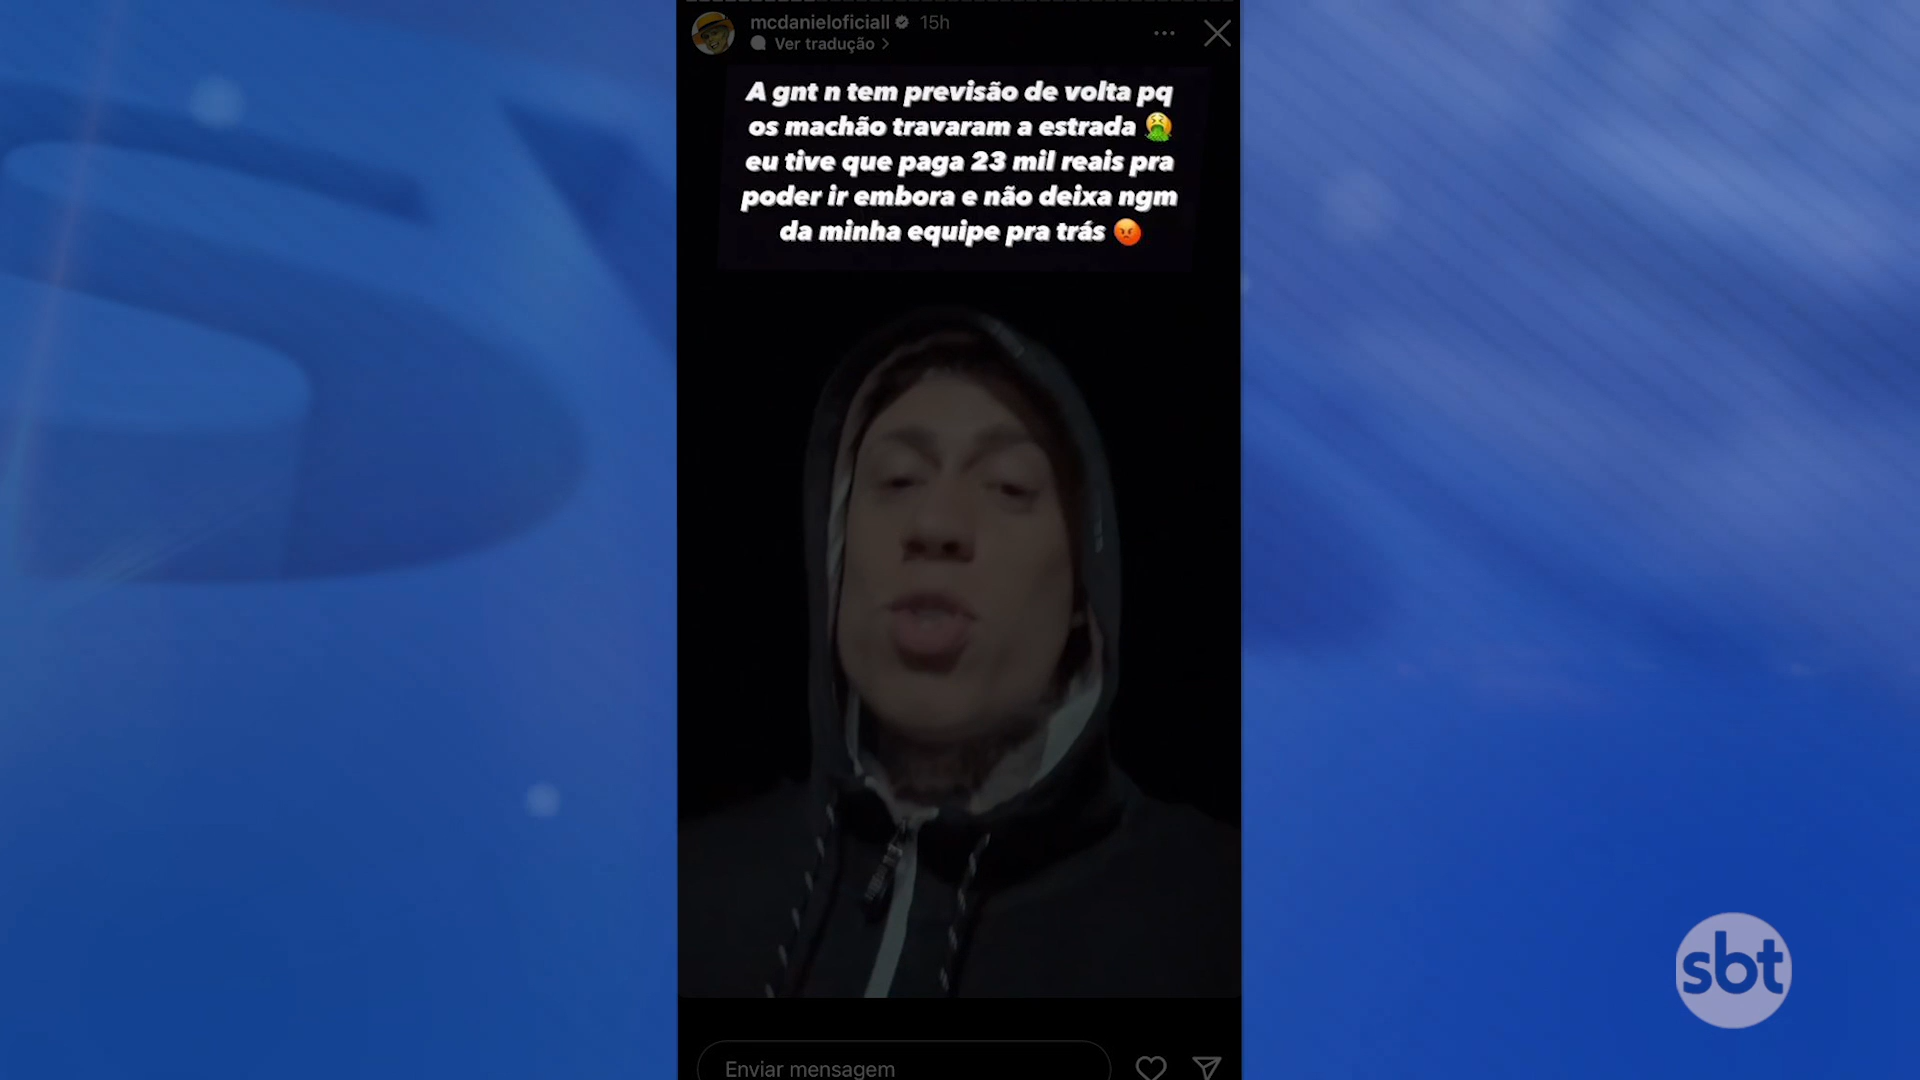 mcdanieloficiall 15h
Ver tradução >
A gnt n tem previsão de volta pq
os machão travaram a estrada 🤮
eu tive que paga 23 mil reais pra
poder ir embora e não deixa ngm
da minha equipe pra trás 😡
sbt
Enviar mensagem